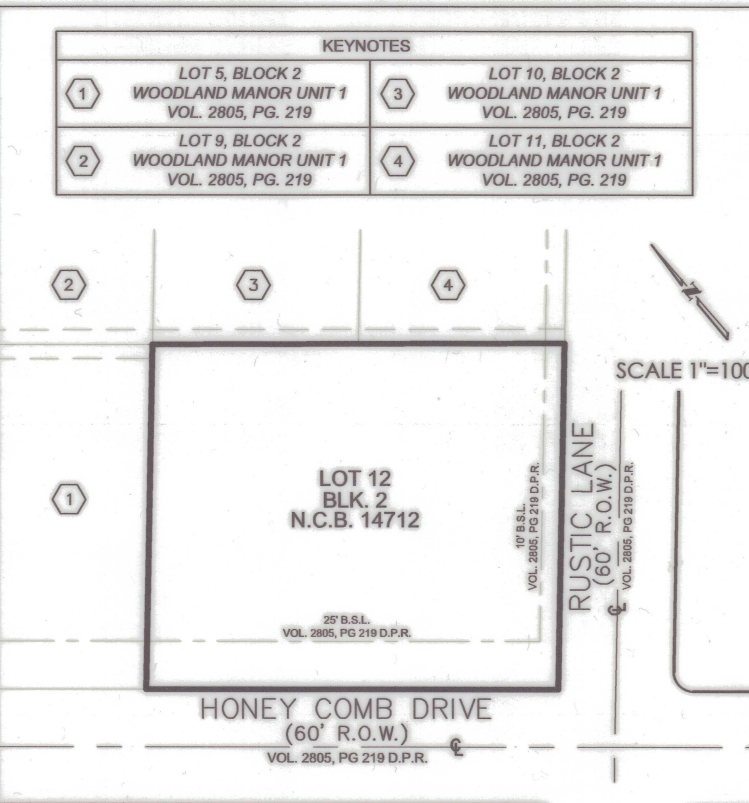 KEYNOTES
1
LOT 5, BLOCK 2
WOODLAND MANOR UNIT 1
VOL. 2805, PG. 219
3
LOT 10, BLOCK 2
WOODLAND MANOR UNIT 1
VOL. 2805, PG. 219
2
LOT 9, BLOCK 2
WOODLAND MANOR UNIT 1
VOL. 2805, PG. 219
4
LOT 11, BLOCK 2
WOODLAND MANOR UNIT 1
VOL. 2805, PG. 219
2
3
4
N
SCALE 1"=100
1
LOT 12
BLK. 2
N.C.B. 14712
10' B.S.L.
VOL. 2805, PG 219 D.P.R.
RUSTIC LANE
(60' R.O.W.)
VOL. 2805, PG 219 D.P.R.
℄
25' B.S.L.
VOL. 2805, PG 219 D.P.R.
HONEY COMB DRIVE
(60' R.O.W.)
℄
VOL. 2805, PG 219 D.P.R.